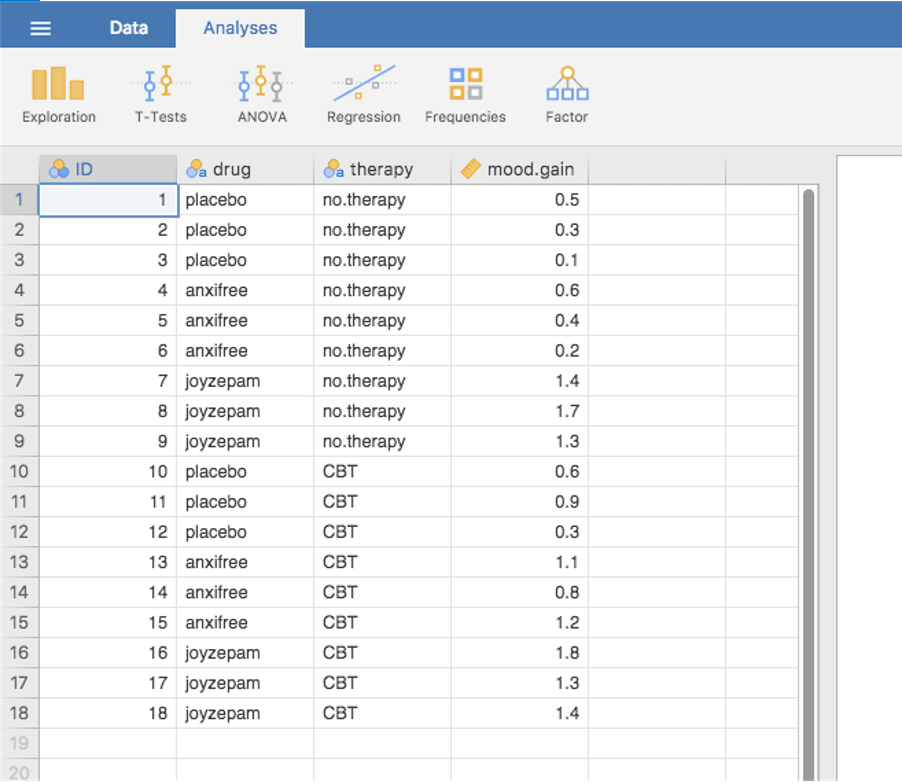 Data Analyses
Exploration T-Tests ANOVA Regression Frequencies Factor
ID a drug a therapy mood.gain
1 1 placebo no.therapy 0.5
2 2 placebo no.therapy 0.3
3 3 placebo no.therapy 0.1
4 4 anxifree no.therapy 0.6
5 5 anxifree no.therapy 0.4
6 6 anxifree no.therapy 0.2
7 7 joyzepam no.therapy 1.4
8 8 joyzepam no.therapy 1.7
9 9 joyzepam no.therapy 1.3
10 10 placebo CBT 0.6
11 11 placebo CBT 0.9
12 12 placebo CBT 0.3
13 13 anxifree CBT 1.1
14 14 anxifree CBT 0.8
15 15 anxifree CBT 1.2
16 16 joyzepam CBT 1.8
17 17 joyzepam CBT 1.3
18 18 joyzepam CBT 1.4
19
20